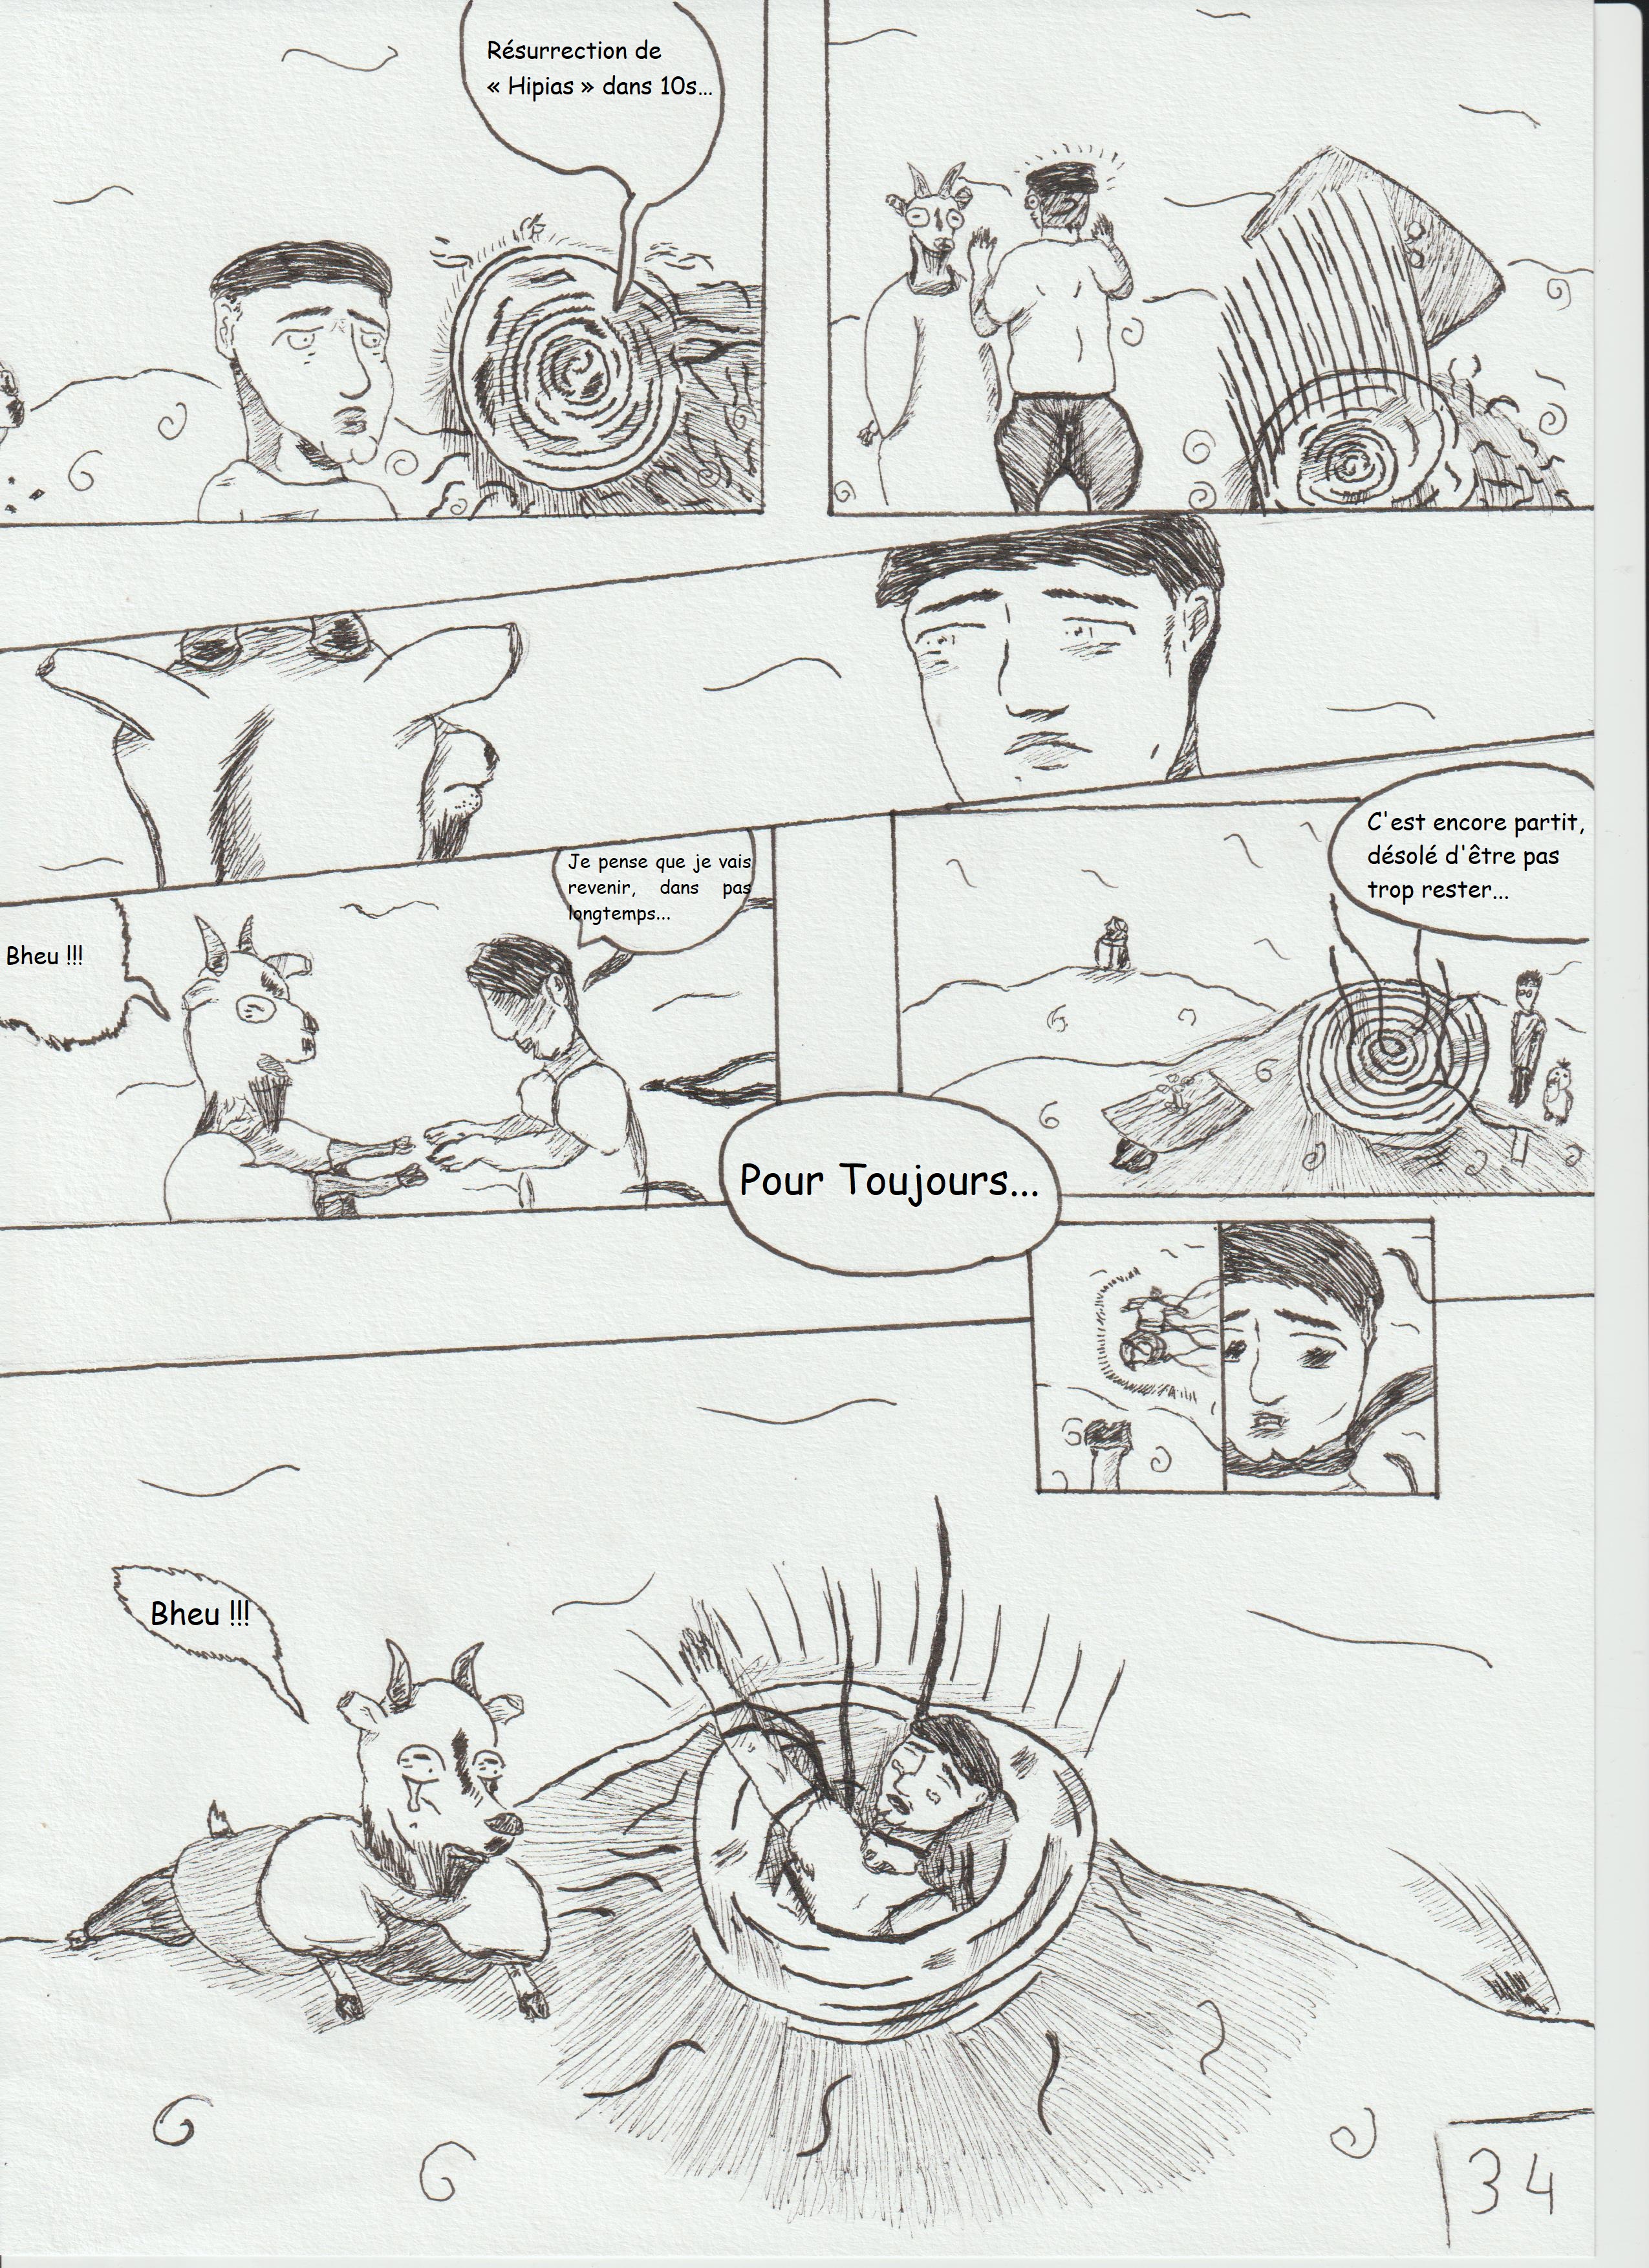 Résurrection de
« Hipias » dans 10s...
Bheu !!!
Je pense que je vais
revenir, dans pas
longtemps...
C'est encore partit,
désolé d'être pas
trop rester...
Pour Toujours...
Bheu !!!
34